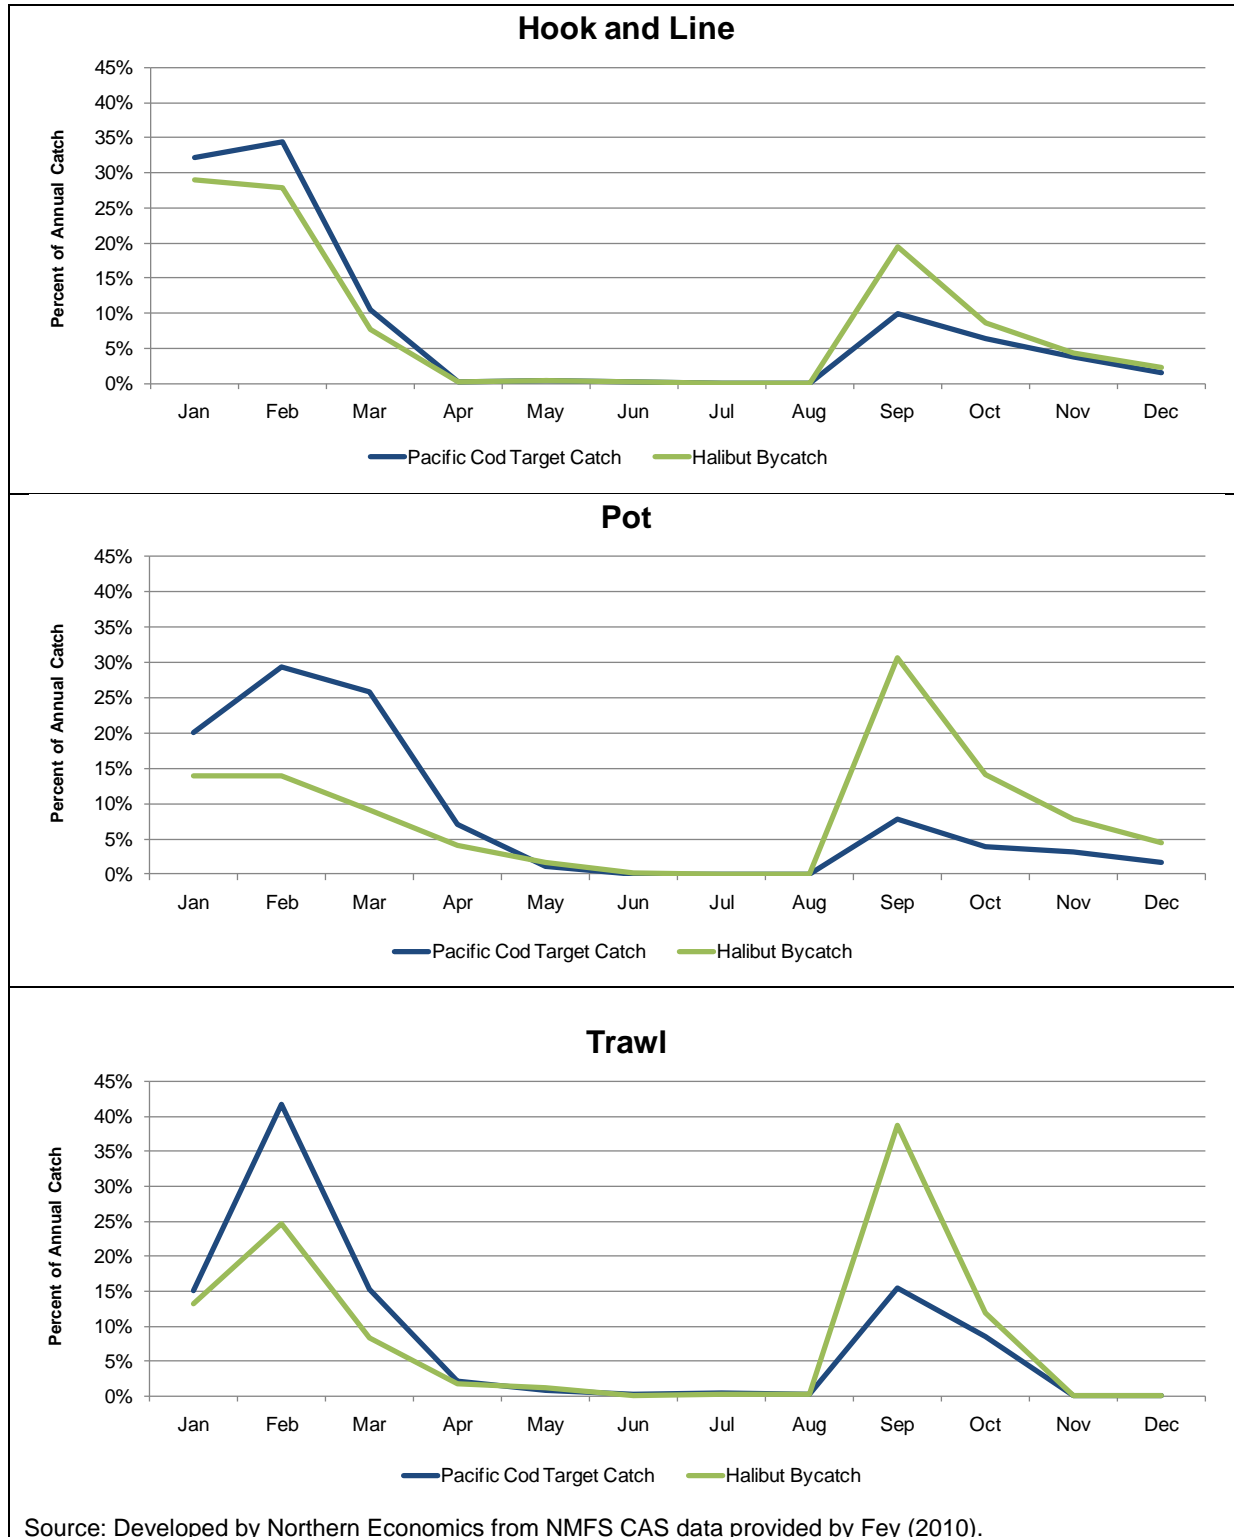 Hook and Line
Percent of Annual Catch
45%
40%
35%
30%
25%
20%
15%
10%
5%
0%
Jan Feb Mar Apr May Jun Jul Aug Sep Oct Nov Dec
Pacific Cod Target Catch Halibut Bycatch
Pot
Percent of Annual Catch
45%
40%
35%
30%
25%
20%
15%
10%
5%
0%
Jan Feb Mar Apr May Jun Jul Aug Sep Oct Nov Dec
Pacific Cod Target Catch Halibut Bycatch
Trawl
Percent of Annual Catch
45%
40%
35%
30%
25%
20%
15%
10%
5%
0%
Jan Feb Mar Apr May Jun Jul Aug Sep Oct Nov Dec
Pacific Cod Target Catch Halibut Bycatch
Source: Developed by Northern Economics from NMFS CAS data provided by Fey (2010).